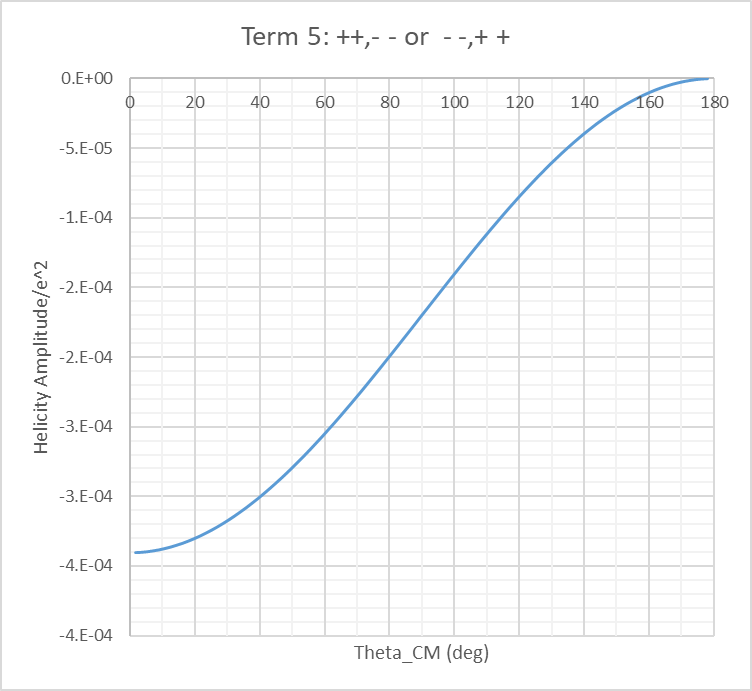 Term 5: ++,- - or  - -,+ +
0.E+00
0 20 40 60 80 100 120 140 160 180
-5.E-05
-1.E-04
-2.E-04
-2.E-04
-3.E-04
-3.E-04
-4.E-04
-4.E-04
Helicity Amplitude/e^2
Theta_CM (deg)